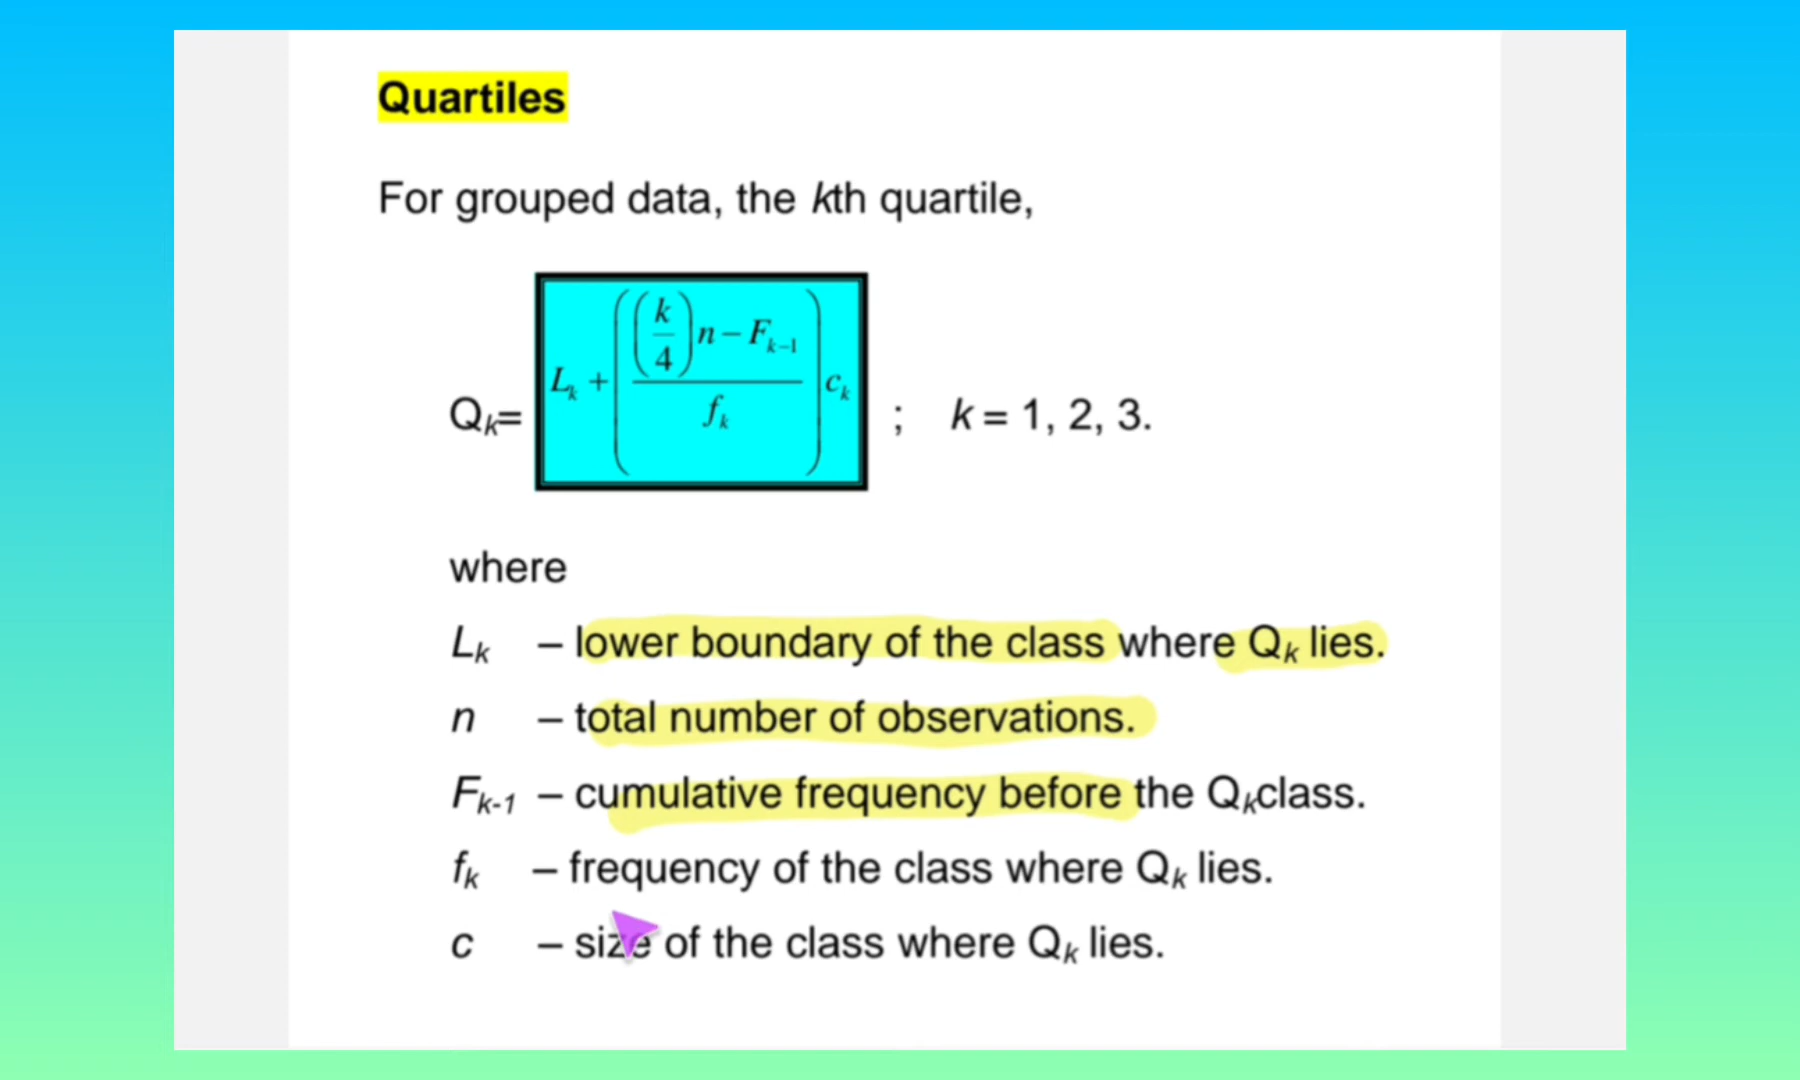 Quartiles
For grouped data, the kth quartile,
Qk= Lk + (((k/4)n − Fk−1)/fk) ck ; k = 1, 2, 3.
where
Lk – lower boundary of the class where Qk lies.
n – total number of observations.
Fk-1 – cumulative frequency before the Qkclass.
fk – frequency of the class where Qk lies.
c – size of the class where Qk lies.